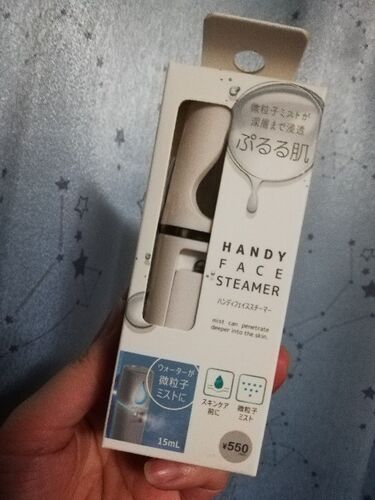 微粒子ミストが
深層まで浸透
ぷるる肌
HANDY
FACE
STEAMER
ハンディフェイススチーマー
mist can penetrate
deeper into the skin.
ウォーターが
微粒子
ミストに
15mL
スキンケア
前に
微粒子
ミスト
¥550